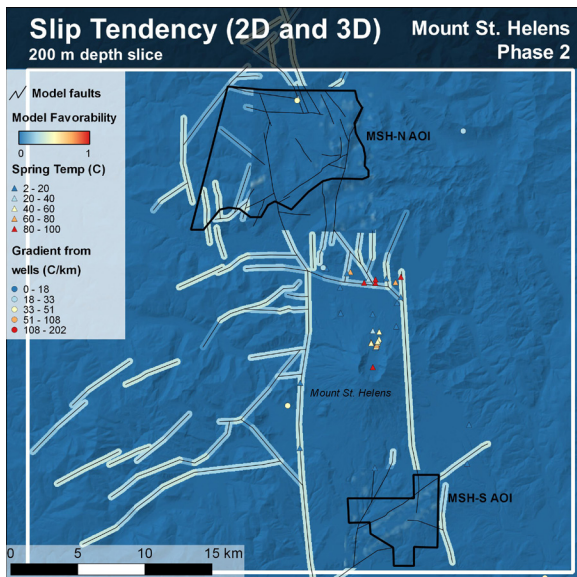 Slip Tendency (2D and 3D)
200 m depth slice
Mount St. Helens
Phase 2
Model faults
Model Favorability
0 1
Spring Temp (C)
2 - 20
20 - 40
40 - 60
60 - 80
80 - 100
Gradient from
wells (C/km)
0 - 18
18 - 33
33 - 51
51 - 108
108 - 202
MSH-N AOI
Mount St. Helens
MSH-S AOI
0 5 10 15 km